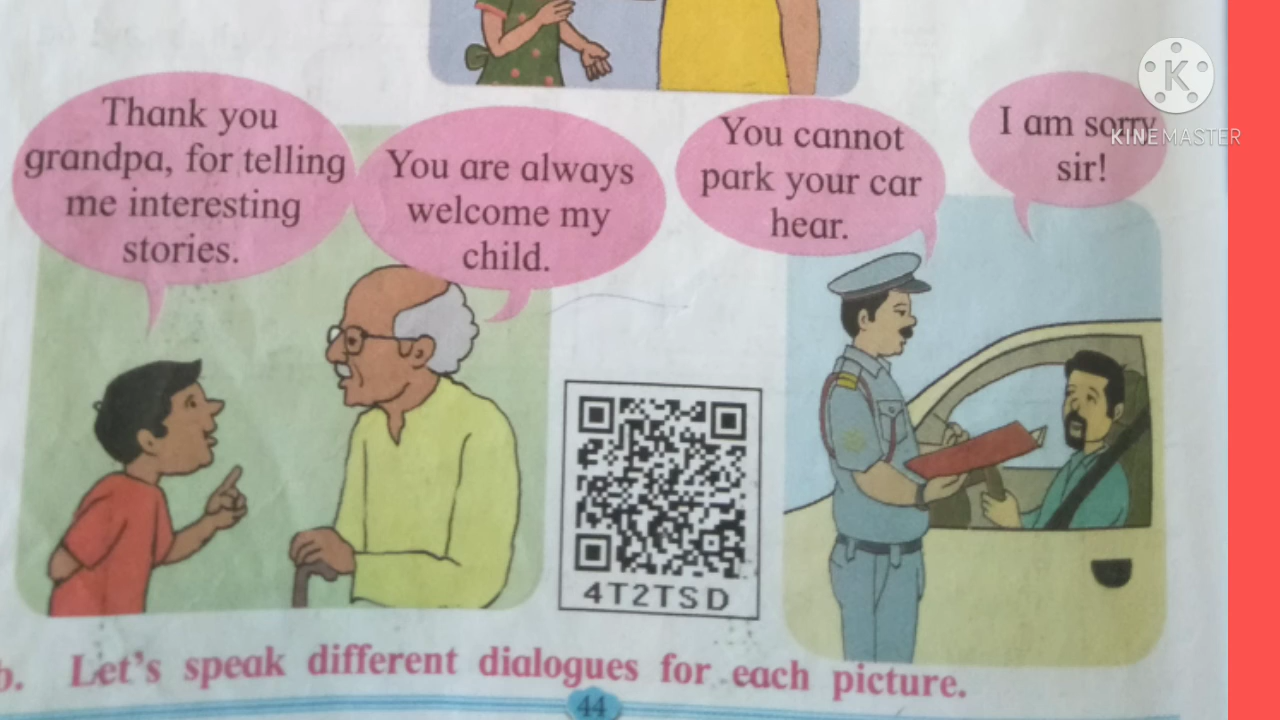 Thank you
grandpa, for telling
me interesting
stories.
You are always
welcome my
child.
You cannot
park your car
hear.
I am sorry
sir!
K
KINEMASTER
4T2TSD
b. Let's speak different dialogues for each picture.
44